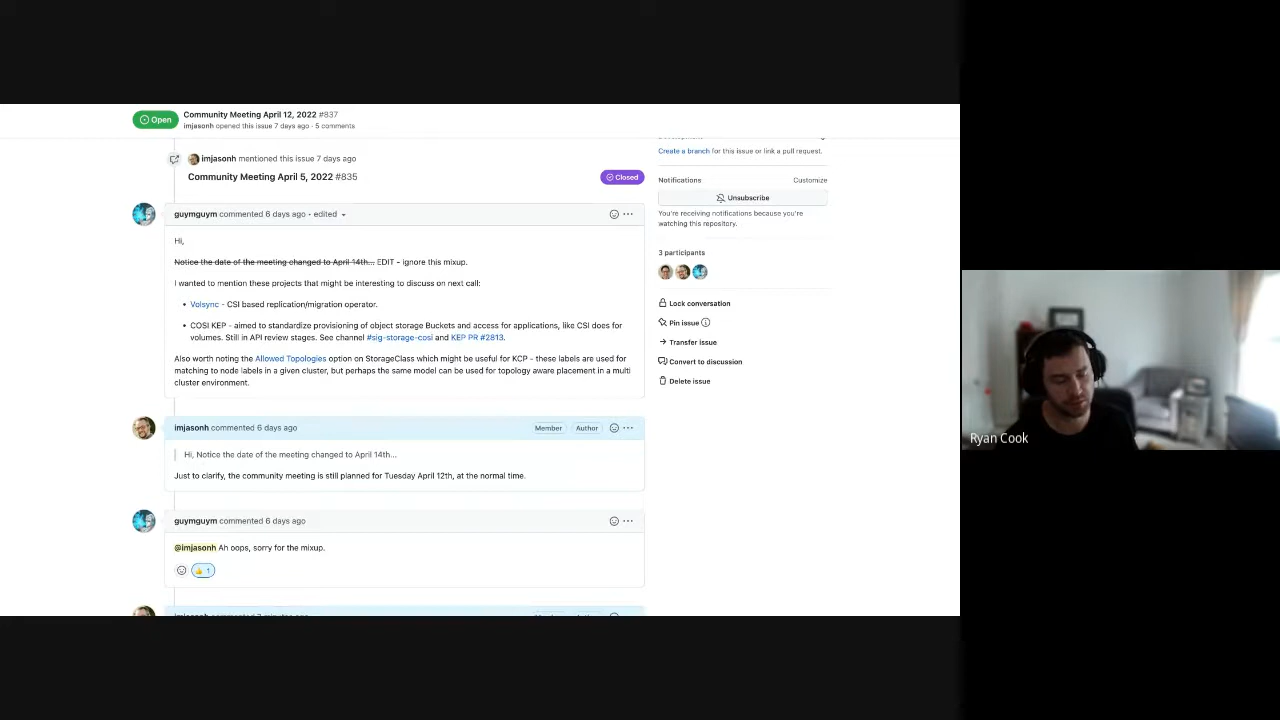 Open
Community Meeting April 12, 2022 #837
imjasonh opened this issue 7 days ago · 5 comments
imjasonh mentioned this issue 7 days ago
Community Meeting April 5, 2022 #835
Closed
guymguym commented 6 days ago · edited
Hi,
Notice the date of the meeting changed to April 14th... EDIT - ignore this mixup.
I wanted to mention these projects that might be interesting to discuss on next call:
• Volsync - CSI based replication/migration operator.
• COSI KEP - aimed to standardize provisioning of object storage Buckets and access for applications, like CSI does for
volumes. Still in API review stages. See channel #sig-storage-cosi and KEP PR #2813.
Also worth noting the Allowed Topologies option on StorageClass which might be useful for KCP - these labels are used for
matching to node labels in a given cluster, but perhaps the same model can be used for topology aware placement in a multi
cluster environment.
imjasonh commented 6 days ago
Member
Author
Hi, Notice the date of the meeting changed to April 14th...
Just to clarify, the community meeting is still planned for Tuesday April 12th, at the normal time.
guymguym commented 6 days ago
@imjasonh Ah oops, sorry for the mixup.
1
Create a branch for this issue or link a pull request.
Notifications
Customize
Unsubscribe
You're receiving notifications because you're
watching this repository.
3 participants
Lock conversation
Pin issue
Transfer issue
Convert to discussion
Delete issue
Ryan Cook